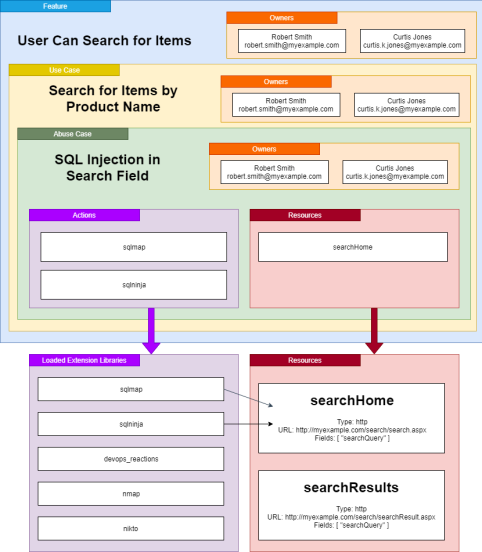 Feature
Owners
User Can Search for Items
Robert Smith
robert.smith@myexample.com
Curtis Jones
curtis.k.jones@myexample.com
Use Case
Owners
Search for Items by
Product Name
Robert Smith
robert.smith@myexample.com
Curtis Jones
curtis.k.jones@myexample.com
Abuse Case
Owners
SQL Injection in
Search Field
Robert Smith
robert.smith@myexample.com
Curtis Jones
curtis.k.jones@myexample.com
Actions
sqlmap
sqlninja
Resources
searchHome
Loaded Extension Libraries
sqlmap
sqlninja
devops_reactions
nmap
nikto
Resources
searchHome
Type: http
URL: http://myexample.com/search/search.aspx
Fields: [ "searchQuery" ]
searchResults
Type: http
URL: http://myexample.com/search/searchResult.aspx
Fields: [ "searchQuery" ]